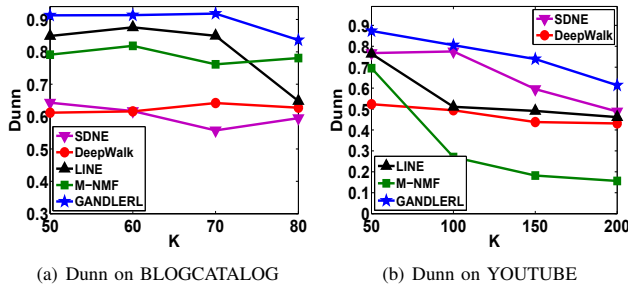 0.9
0.8
0.7
0.6
0.5
0.4
0.3
Dunn
50
60
70
80
K
SDNE
DeepWalk
LINE
M-NMF
GANDLERL
(a) Dunn on BLOGCATALOG
0.9
0.8
0.7
0.6
0.5
0.4
0.3
0.2
0.1
0
Dunn
50
100
150
200
K
SDNE
DeepWalk
LINE
M-NMF
GANDLERL
(b) Dunn on YOUTUBE